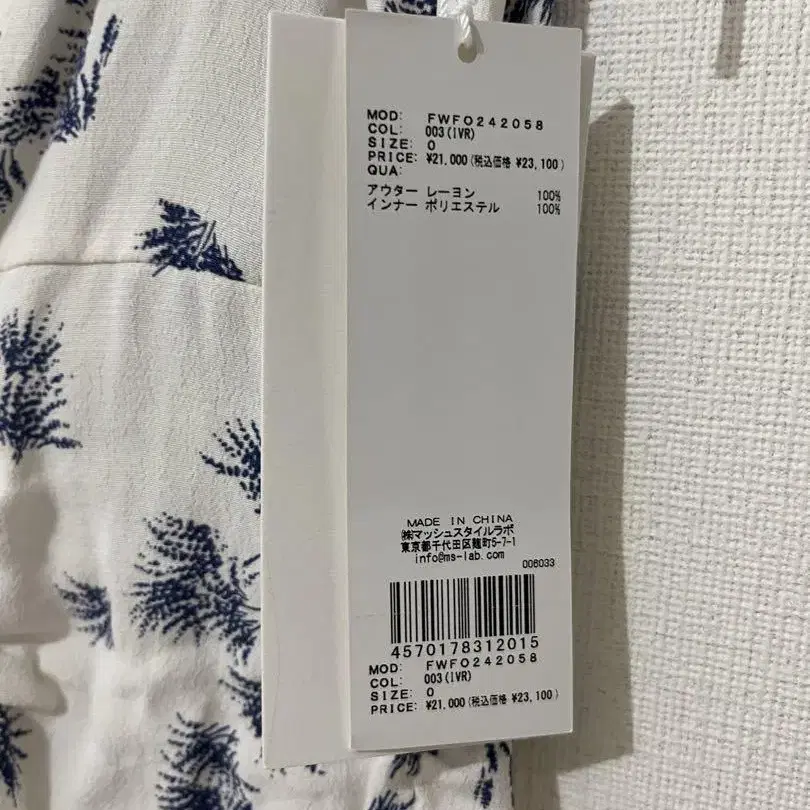 MOD: FWFO242058
COL: 003(IVR)
SIZE: 0
PRICE: ¥21,000(税込価格 ¥23,100)
QUA:
アウター レーヨン 100%
インナー ポリエステル 100%
MADE IN CHINA
㈱マッシュスタイルラボ
東京都千代田区麹町5-7-1
info@ms-lab.com
006033
4570178312015
MOD: FWFO242058
COL: 003(IVR)
SIZE: 0
PRICE: ¥21,000(税込価格 ¥23,100)